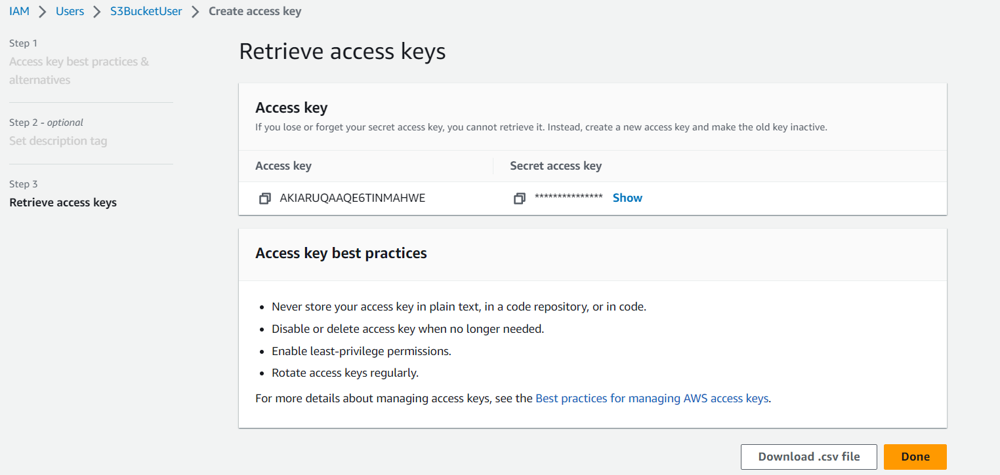 IAM > Users > S3BucketUser > Create access key
Step 1
Access key best practices &
alternatives
Step 2 - optional
Set description tag
Step 3
Retrieve access keys
Retrieve access keys
Access key
If you lose or forget your secret access key, you cannot retrieve it. Instead, create a new access key and make the old key inactive.
Access key Secret access key
AKIARUQAAQE6TINMAHWE *************** Show
Access key best practices
• Never store your access key in plain text, in a code repository, or in code.
• Disable or delete access key when no longer needed.
• Enable least-privilege permissions.
• Rotate access keys regularly.
For more details about managing access keys, see the Best practices for managing AWS access keys.
Download .csv file Done